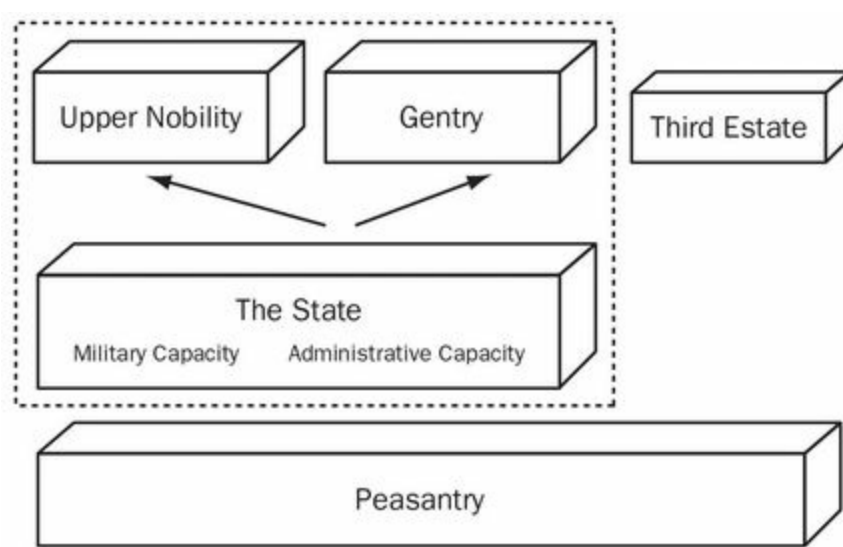 Upper Nobility
Gentry
Third Estate
The State
Military Capacity
Administrative Capacity
Peasantry